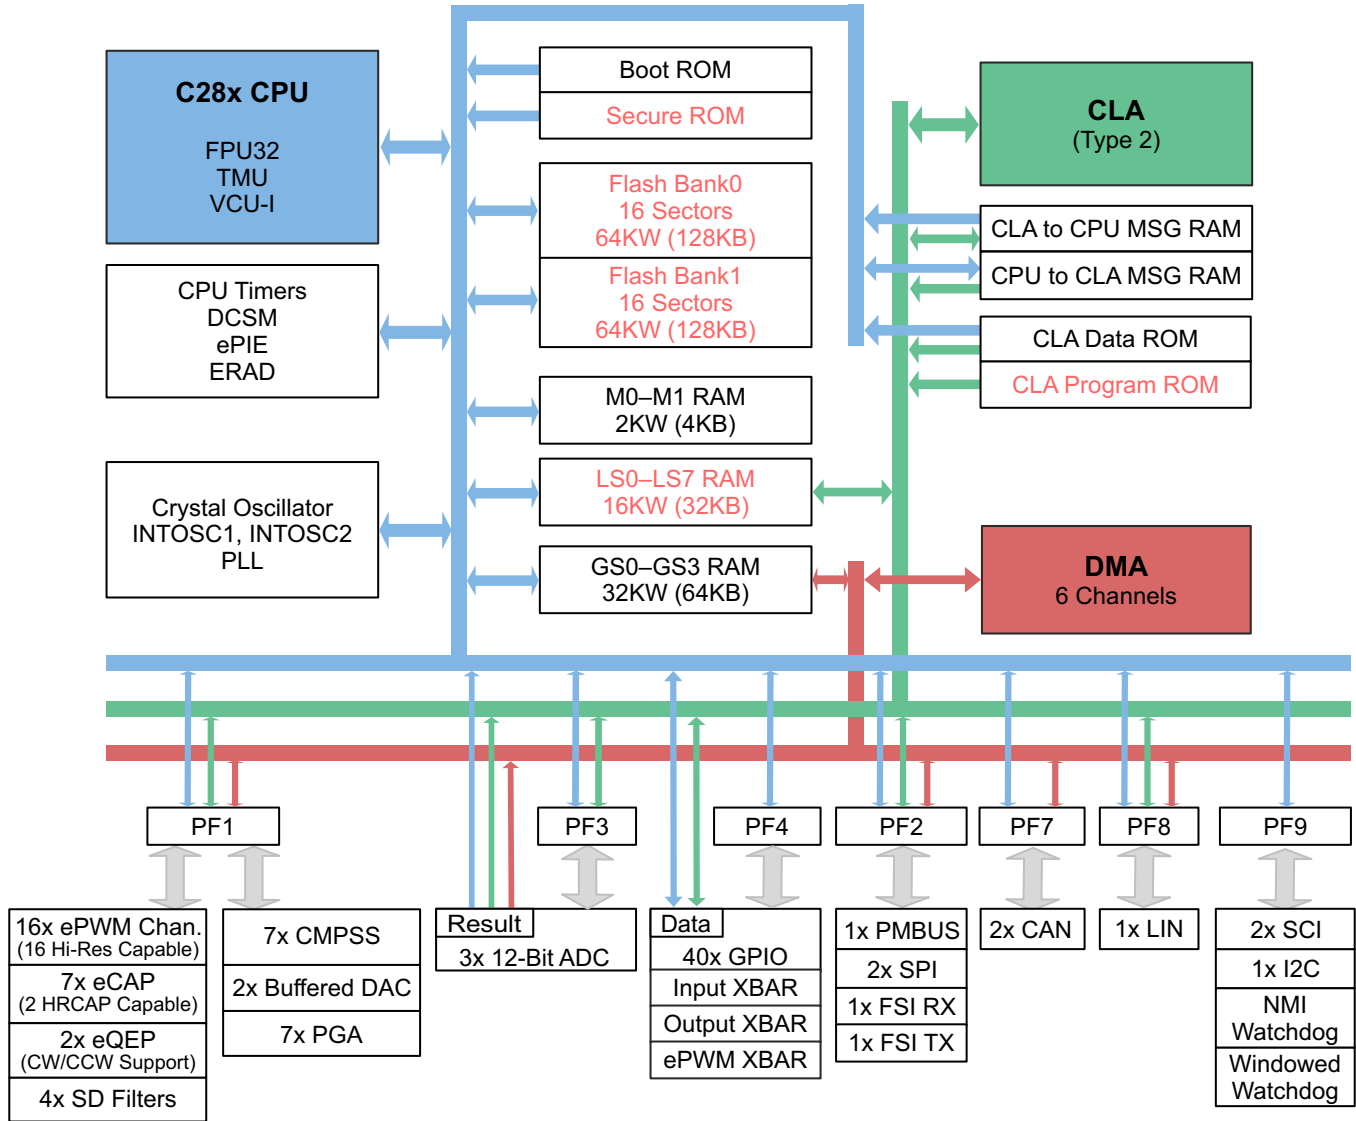 C28x CPU
FPU32
TMU
VCU-I
CPU Timers
DCSM
ePIE
ERAD
Crystal Oscillator
INTOSC1, INTOSC2
PLL
Boot ROM
Secure ROM
Flash Bank0
16 Sectors
64KW (128KB)
Flash Bank1
16 Sectors
64KW (128KB)
M0–M1 RAM
2KW (4KB)
LS0–LS7 RAM
16KW (32KB)
GS0–GS3 RAM
32KW (64KB)
CLA
(Type 2)
CLA to CPU MSG RAM
CPU to CLA MSG RAM
CLA Data ROM
CLA Program ROM
DMA
6 Channels
PF1
PF3
PF4
PF2
PF7
PF8
PF9
16x ePWM Chan.
(16 Hi-Res Capable)
7x eCAP
(2 HRCAP Capable)
2x eQEP
(CW/CCW Support)
4x SD Filters
7x CMPSS
2x Buffered DAC
7x PGA
Result
3x 12-Bit ADC
Data
40x GPIO
Input XBAR
Output XBAR
ePWM XBAR
1x PMBUS
2x SPI
1x FSI RX
1x FSI TX
2x CAN
1x LIN
2x SCI
1x I2C
NMI
Watchdog
Windowed
Watchdog